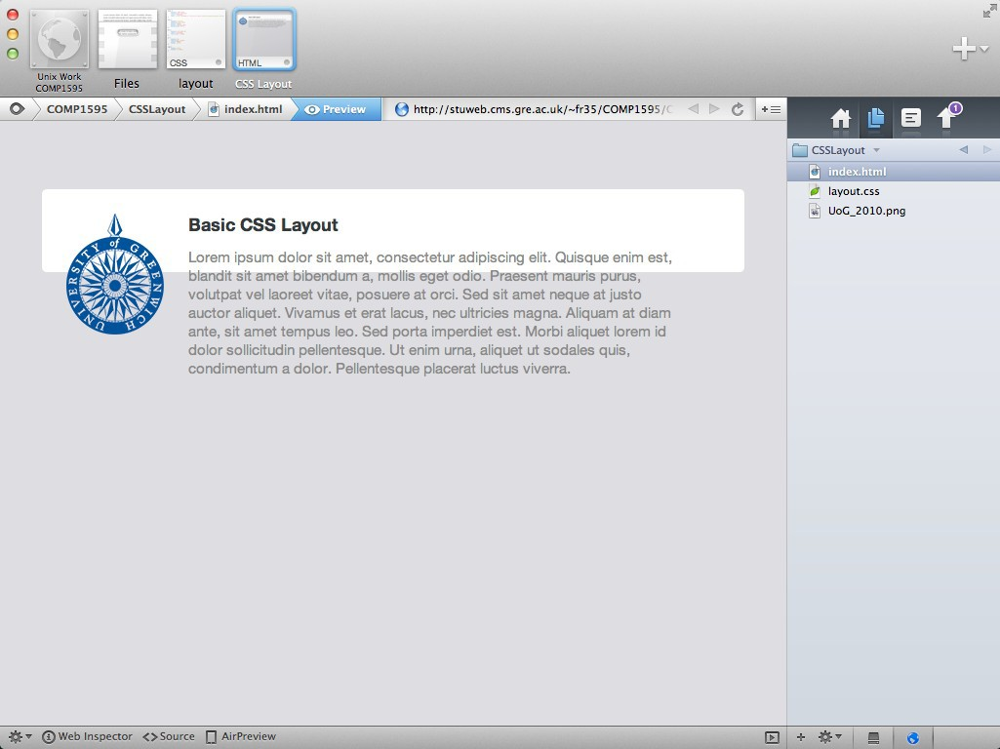 CSS
HTML
Unix Work
COMP1595
Files
layout
CSS Layout
COMP1595
CSSLayout
index.html
Preview
http://stuweb.cms.gre.ac.uk/~fr35/COMP1595/C
1
CSSLayout
index.html
layout.css
UoG_2010.png
UNIVERSITY of GREENWICH
Basic CSS Layout
Lorem ipsum dolor sit amet, consectetur adipiscing elit. Quisque enim est,
blandit sit amet bibendum a, mollis eget odio. Praesent mauris purus,
volutpat vel laoreet vitae, posuere at orci. Sed sit amet neque at justo
auctor aliquet. Vivamus et erat lacus, nec ultricies magna. Aliquam at diam
ante, sit amet tempus leo. Sed porta imperdiet est. Morbi aliquet lorem id
dolor sollicitudin pellentesque. Ut enim urna, aliquet ut sodales quis,
condimentum a dolor. Pellentesque placerat luctus viverra.
Web Inspector
Source
AirPreview